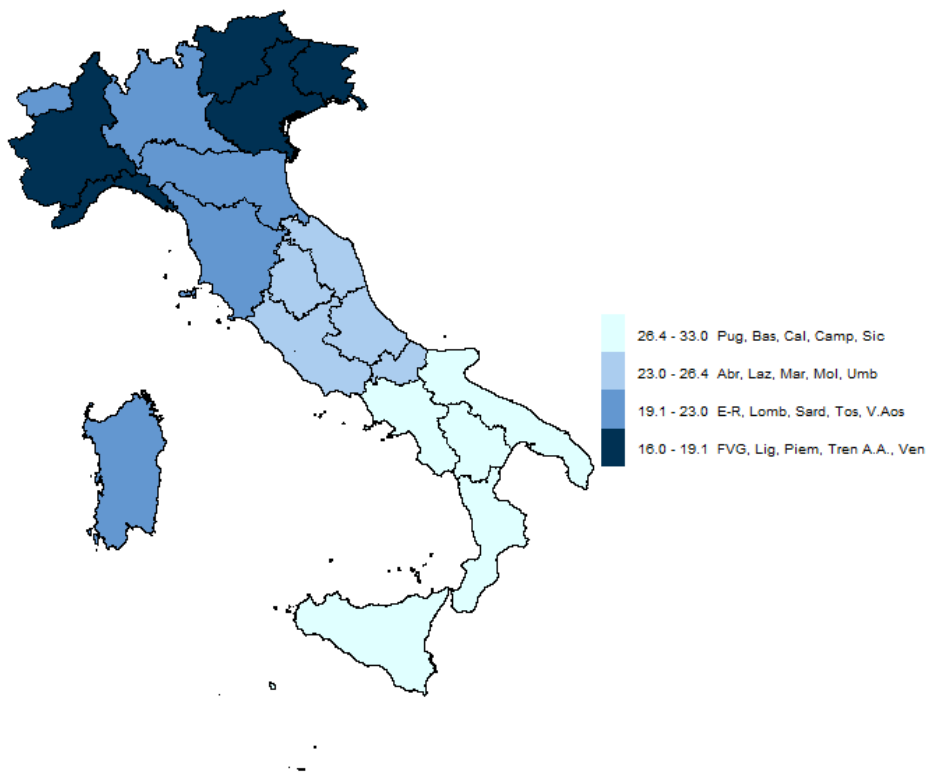 26.4 - 33.0 Pug, Bas, Cal, Camp, Sic
23.0 - 26.4 Abr, Laz, Mar, Mol, Umb
19.1 - 23.0 E-R, Lomb, Sard, Tos, V.Aos
16.0 - 19.1 FVG, Lig, Piem, Tren A.A., Ven